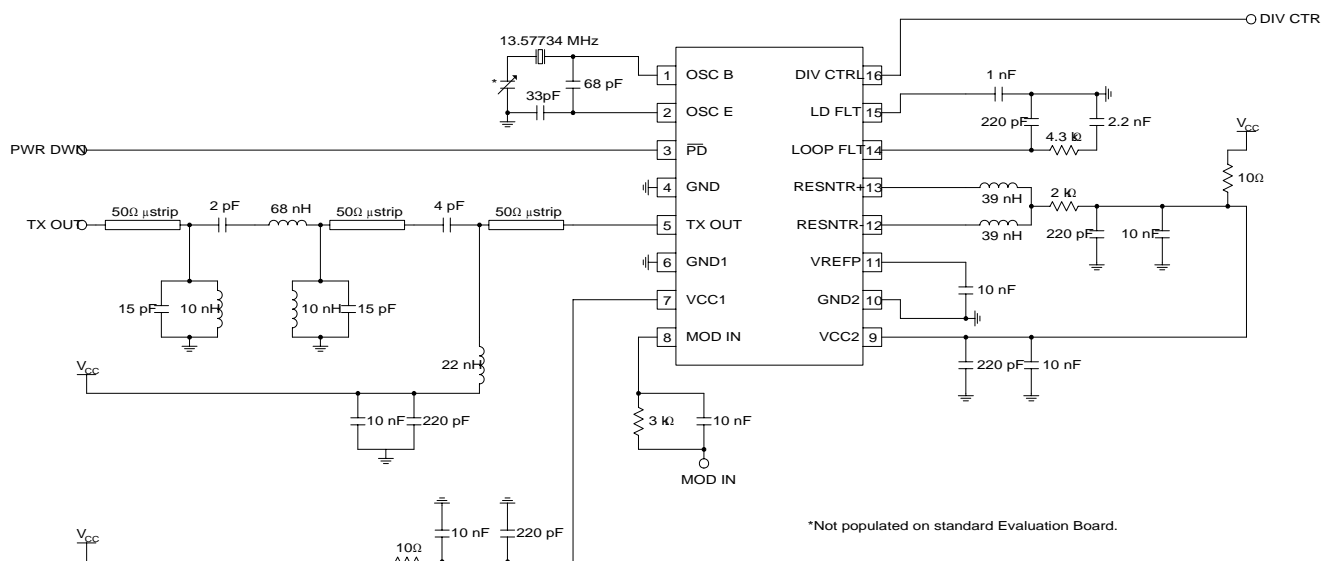 DIV CTR
13.57734 MHz
*
68 pF
33pF
1 OSC B
2 OSC E
3 PD
4 GND
5 TX OUT
6 GND1
7 VCC1
8 MOD IN
DIV CTRL 16
LD FLT 15
LOOP FLT 14
RESNTR+ 13
RESNTR- 12
VREFP 11
GND2 10
VCC2 9
1 nF
220 pF
2.2 nF
4.3 kΩ
VCC
10Ω
39 nH
2 kΩ
39 nH
220 pF
10 nF
10 nF
220 pF
10 nF
PWR DWN
TX OUT
50Ω µstrip
2 pF
68 nH
50Ω µstrip
4 pF
50Ω µstrip
15 pF
10 nH
10 nH
15 pF
22 nH
VCC
10 nF
220 pF
3 kΩ
10 nF
MOD IN
*Not populated on standard Evaluation Board.
10 nF
220 pF
VCC
10Ω